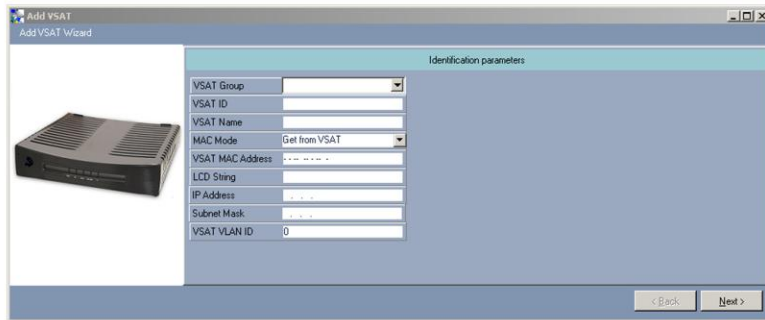 Add VSAT
Add VSAT Wizard
Identification parameters
VSAT Group
VSAT ID
VSAT Name
MAC Mode Get from VSAT
VSAT MAC Address
LCD String
IP Address
Subnet Mask
VSAT VLAN ID 0
< Back Next >